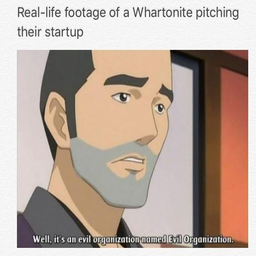 Real-life footage of a Whartonite pitching
their startup
Well, it's an evil organization named Evil Organization.